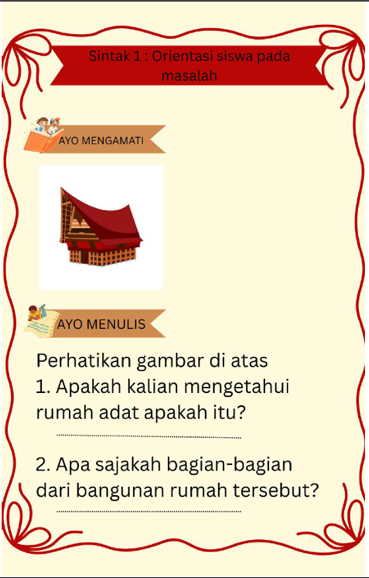 Sintak 1 : Orientasi siswa pada
masalah
AYO MENGAMATI
AYO MENULIS
Perhatikan gambar di atas
1. Apakah kalian mengetahui
rumah adat apakah itu?
2. Apa sajakah bagian-bagian
dari bangunan rumah tersebut?